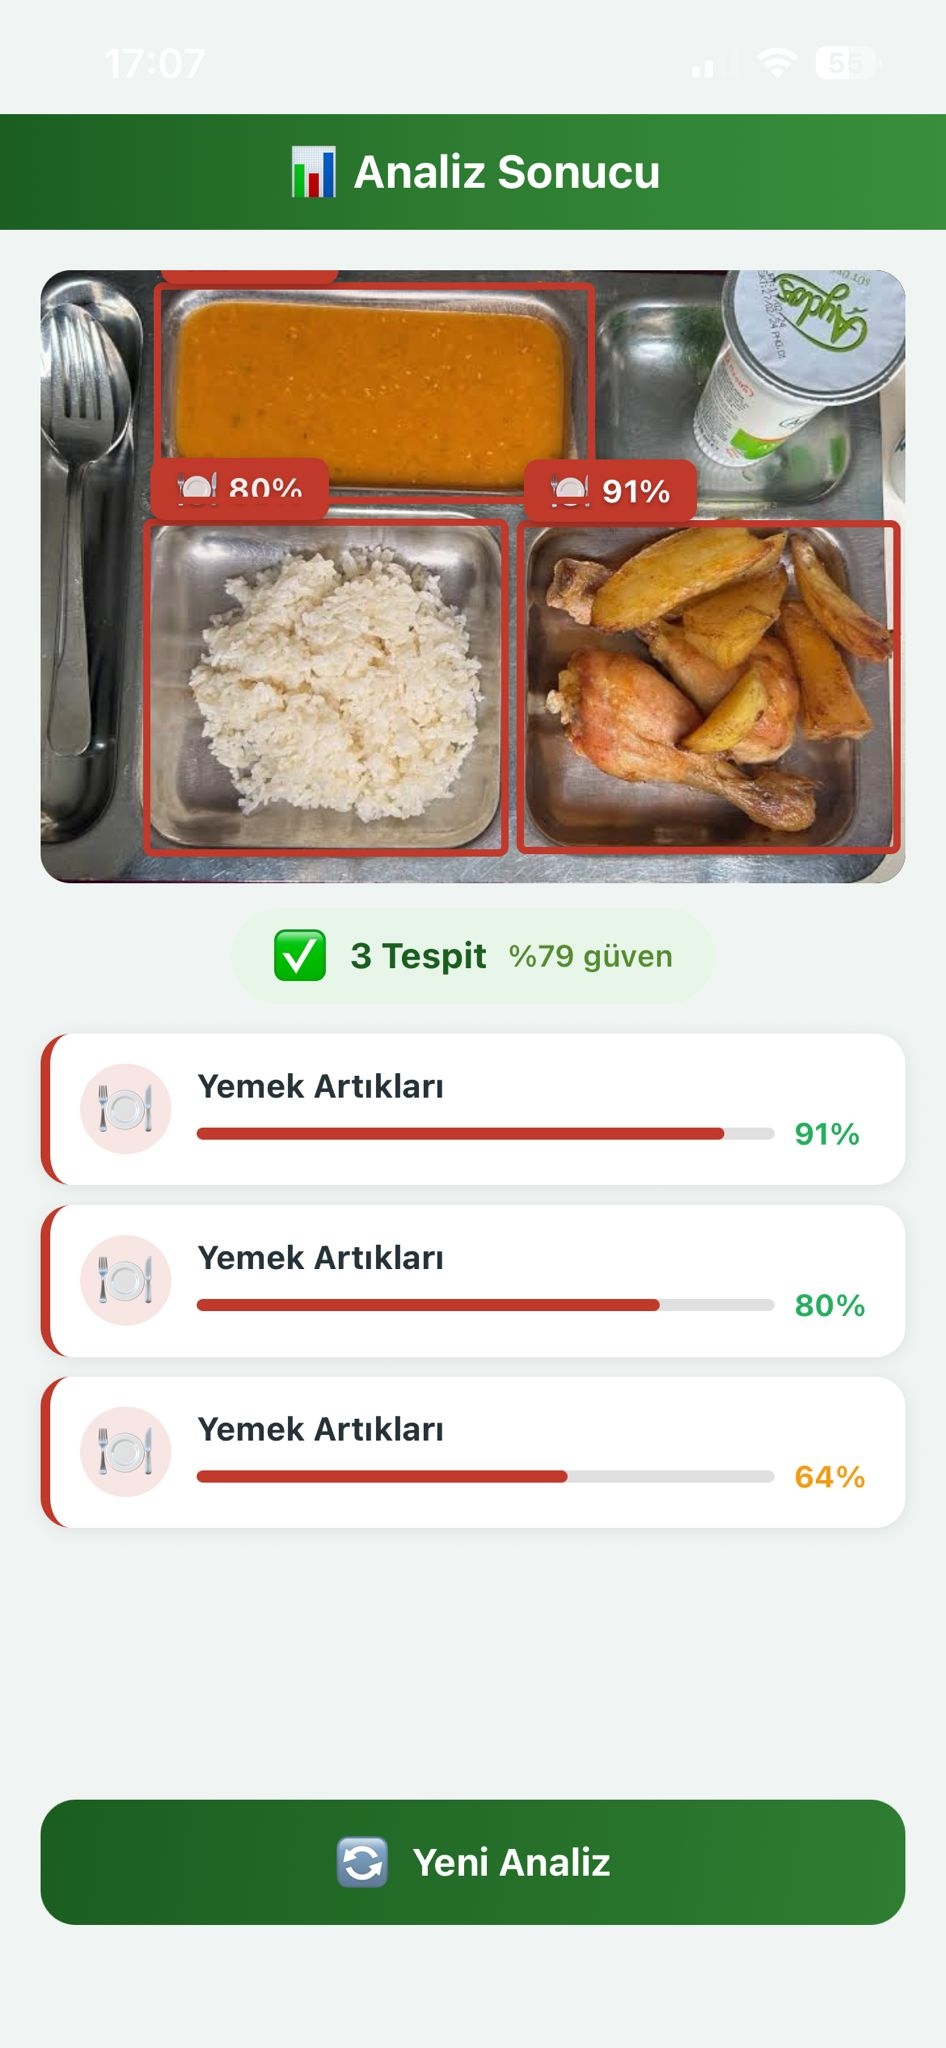 17:07
55
Analiz Sonucu
80%
91%
3 Tespit %79 güven
Yemek Artıkları
91%
Yemek Artıkları
80%
Yemek Artıkları
64%
Yeni Analiz